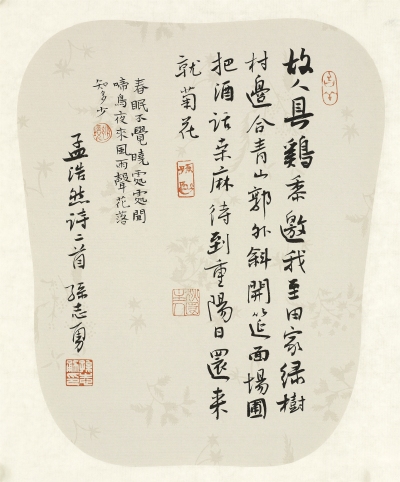 故人具鷄黍邀我至田家綠樹
村邊合青山郭外斜開筵面場圃
把酒話桑麻待到重陽日還来
就菊花
春眠不覺曉處處聞
啼鳥夜来風雨聲花落
知多少
孟浩然詩二首 孫志勇